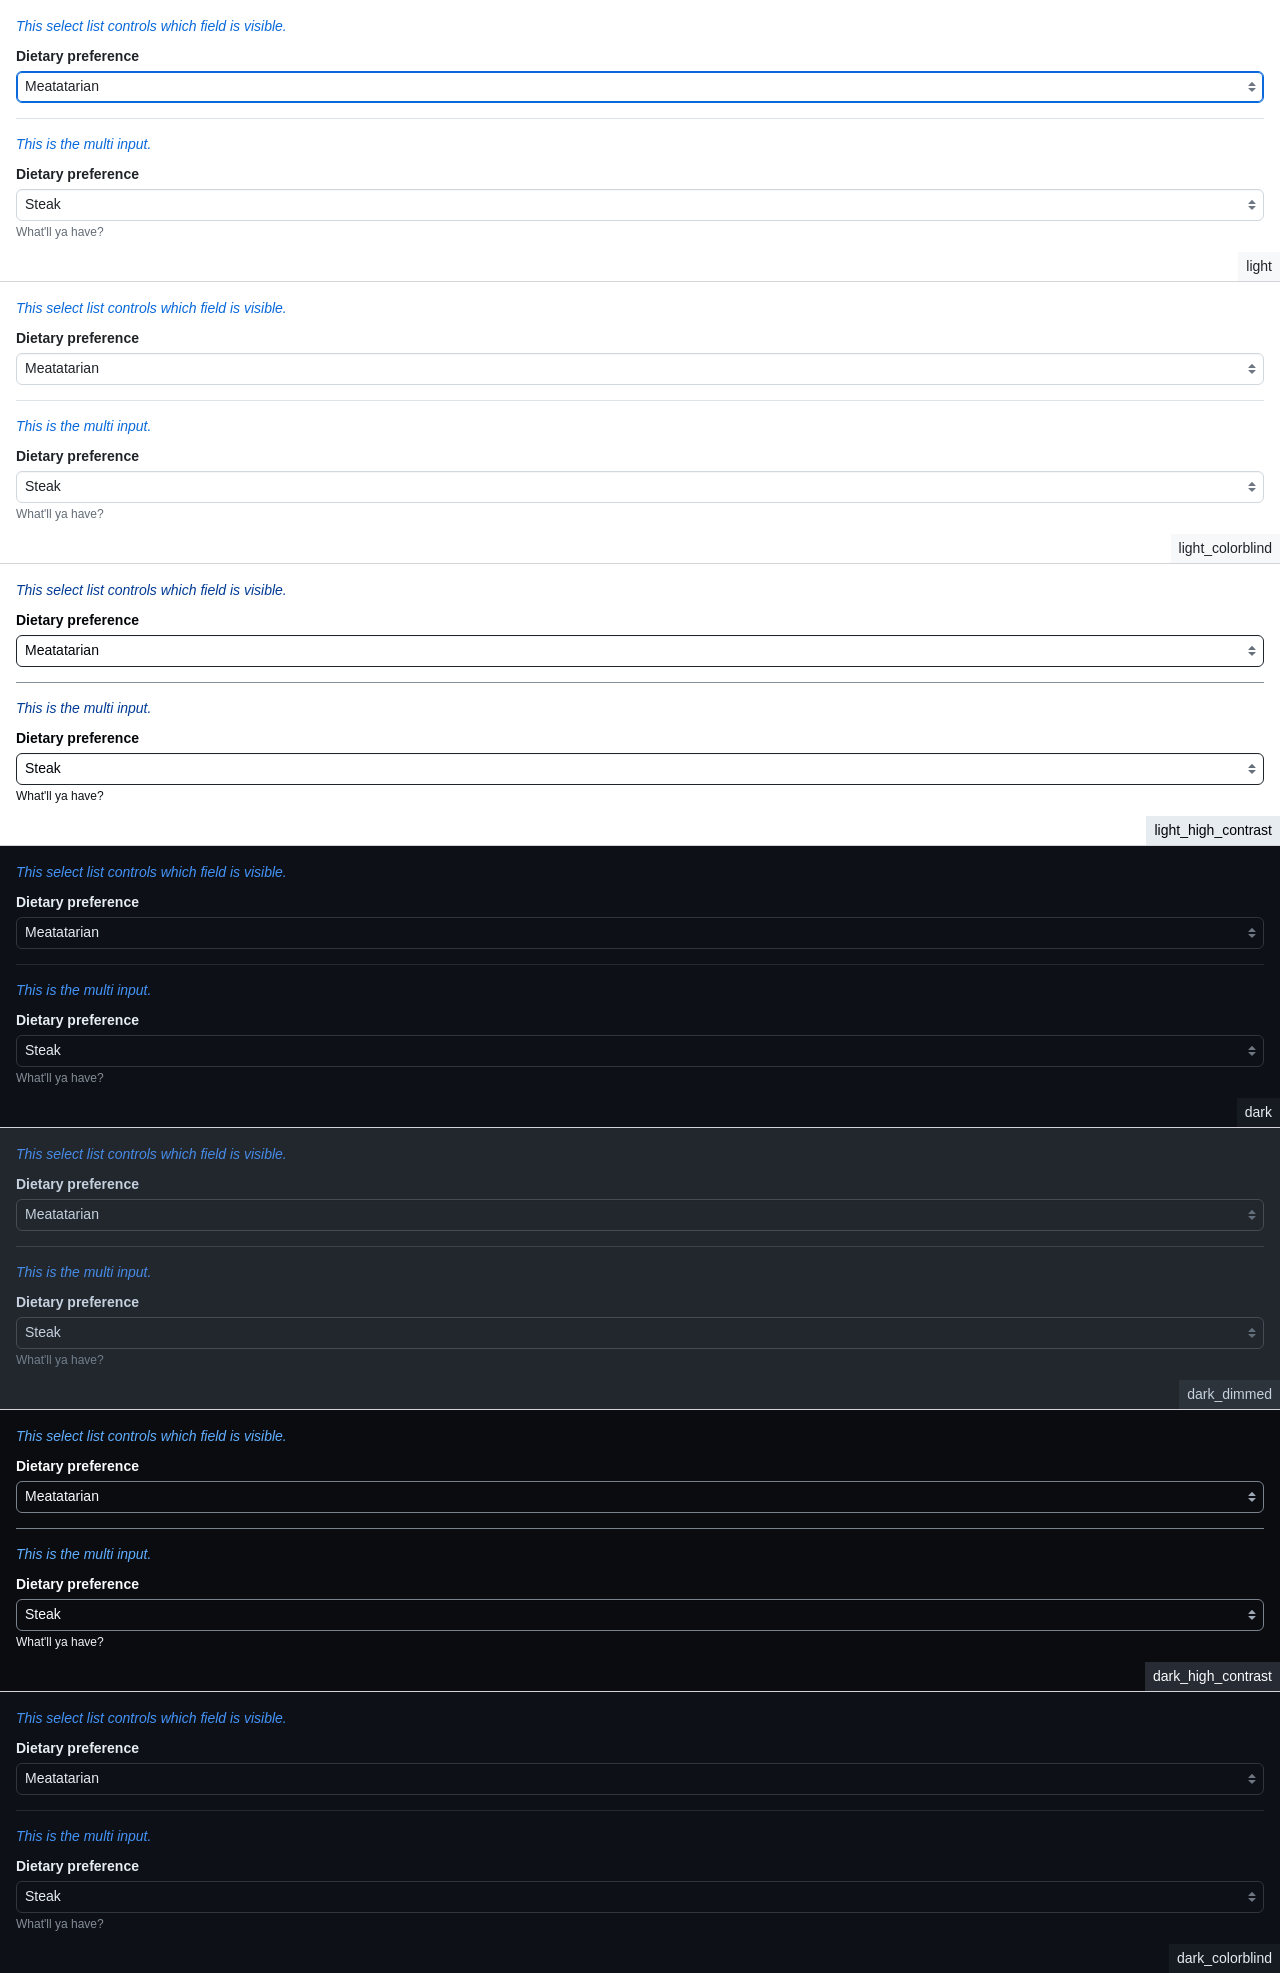 This select list controls which field is visible.
Dietary preference
Meatatarian
This is the multi input.
Dietary preference
Steak
What'll ya have?
light
This select list controls which field is visible.
Dietary preference
Meatatarian
This is the multi input.
Dietary preference
Steak
What'll ya have?
light_colorblind
This select list controls which field is visible.
Dietary preference
Meatatarian
This is the multi input.
Dietary preference
Steak
What'll ya have?
light_high_contrast
This select list controls which field is visible.
Dietary preference
Meatatarian
This is the multi input.
Dietary preference
Steak
What'll ya have?
dark
This select list controls which field is visible.
Dietary preference
Meatatarian
This is the multi input.
Dietary preference
Steak
What'll ya have?
dark_dimmed
This select list controls which field is visible.
Dietary preference
Meatatarian
This is the multi input.
Dietary preference
Steak
What'll ya have?
dark_high_contrast
This select list controls which field is visible.
Dietary preference
Meatatarian
This is the multi input.
Dietary preference
Steak
What'll ya have?
dark_colorblind